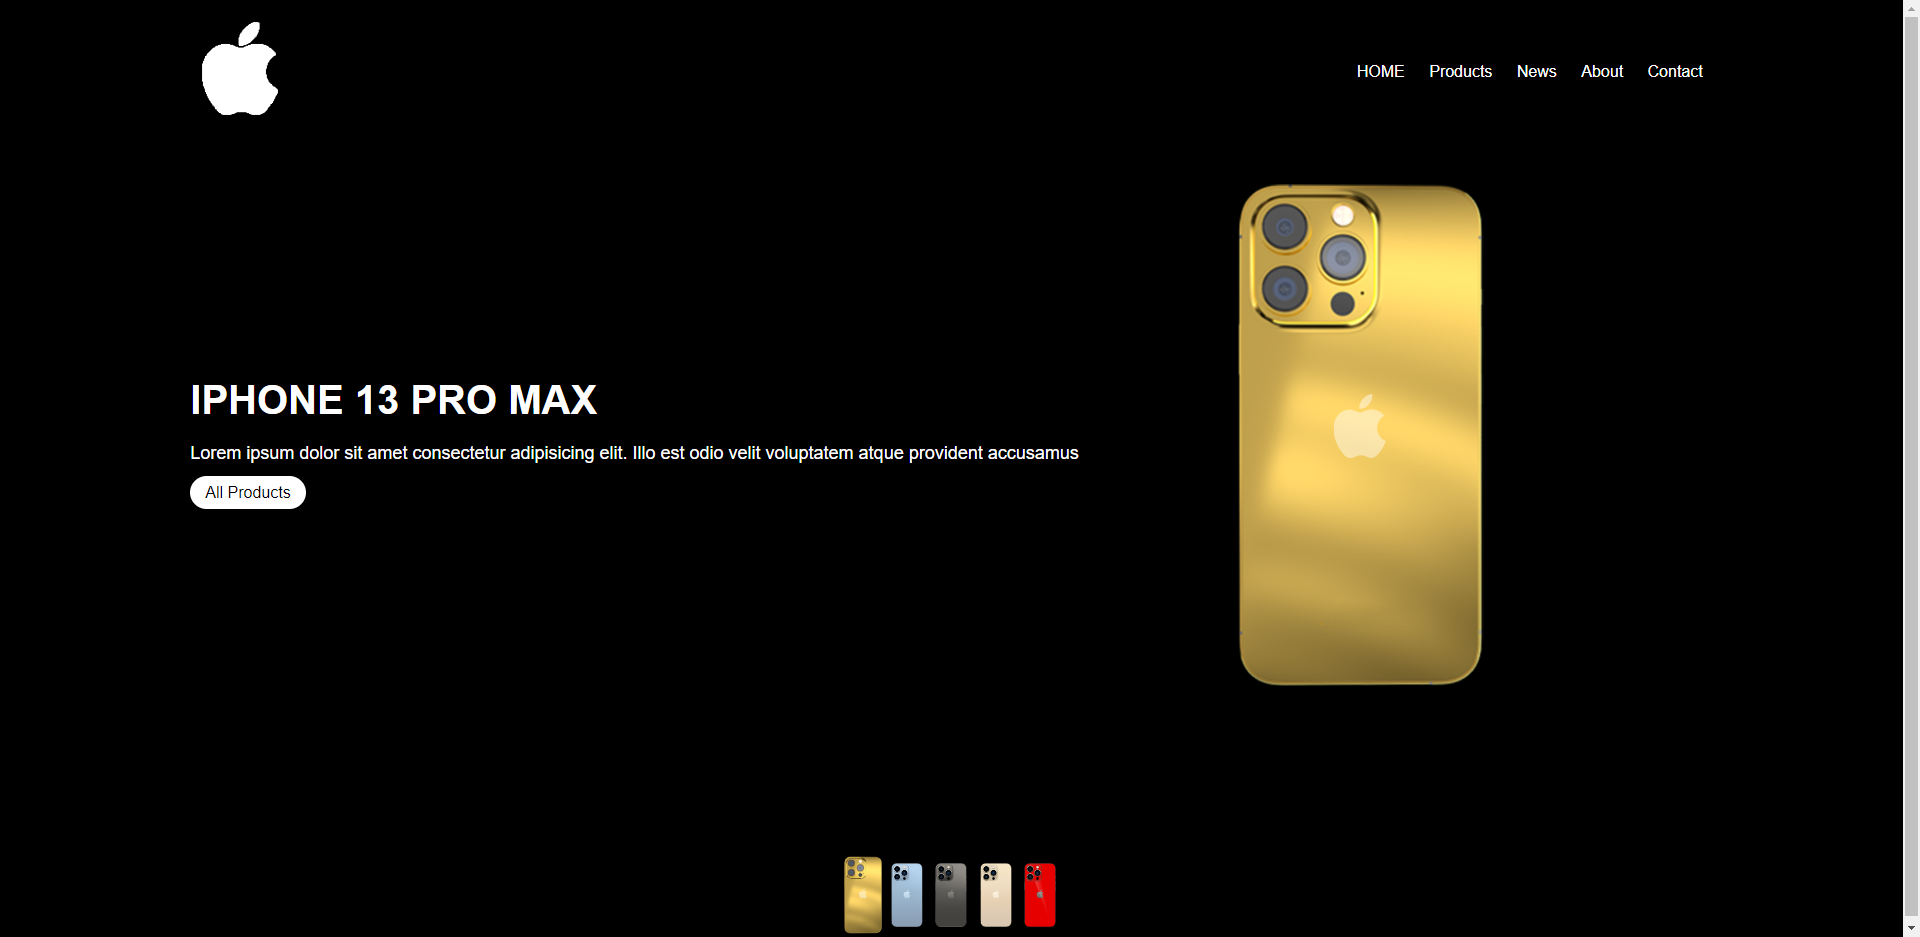 HOME Products News About Contact
IPHONE 13 PRO MAX
Lorem ipsum dolor sit amet consectetur adipisicing elit. Illo est odio velit voluptatem atque provident accusamus
All Products